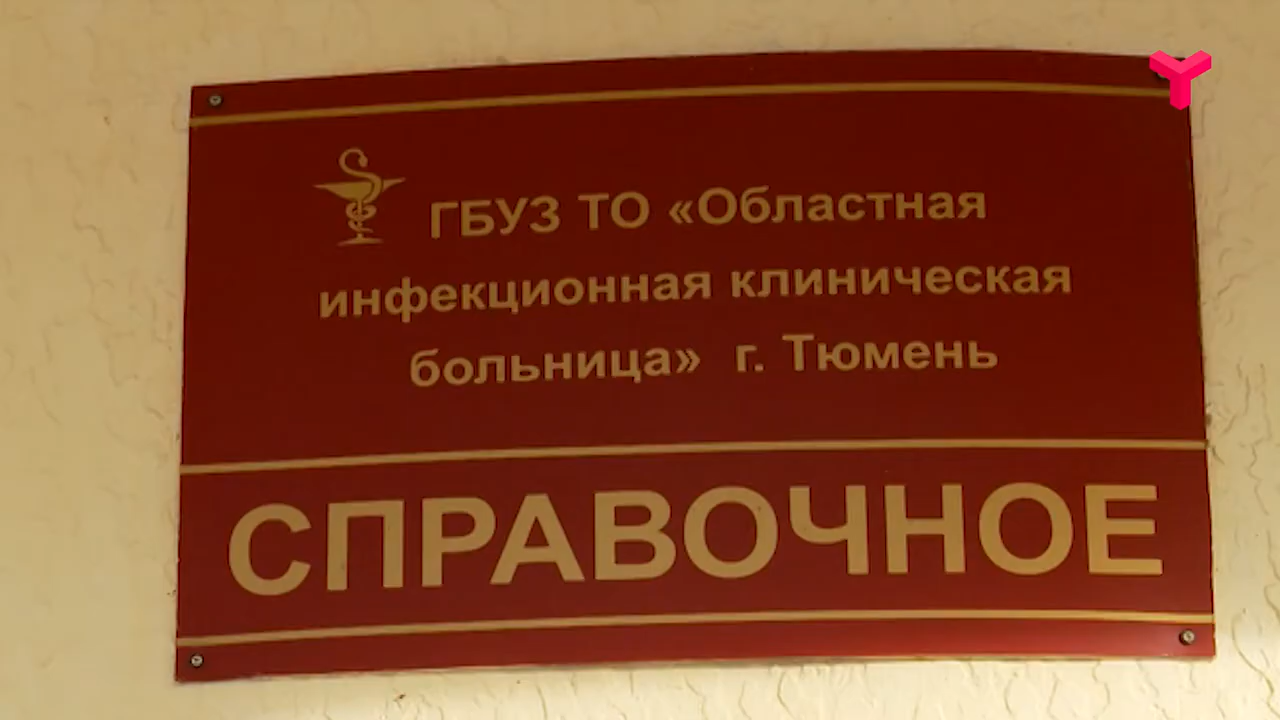 ГБУЗ ТО «Областная
инфекционная клиническая
больница» г. Тюмень
СПРАВОЧНОЕ